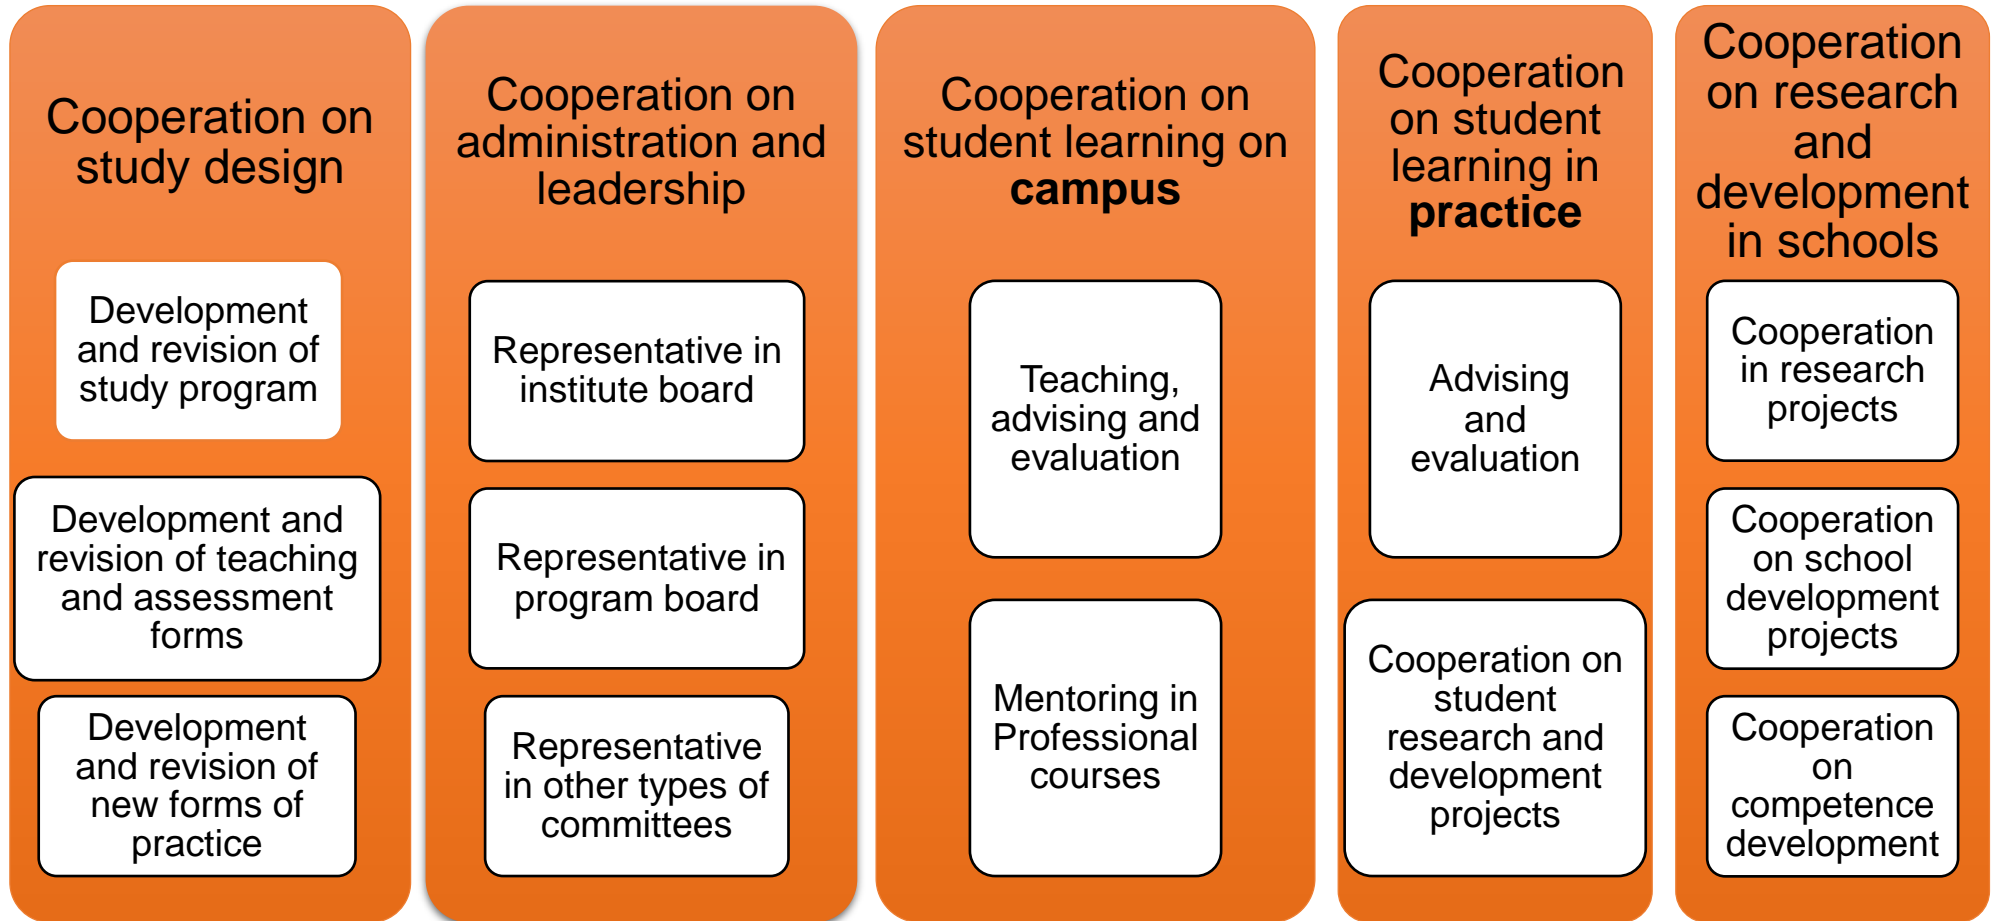 Cooperation on
study design
Development
and revision of
study program
Development and
revision of teaching
and assessment
forms
Development
and revision of
new forms of
practice
Cooperation on
administration and
leadership
Representative in
institute board
Representative in
program board
Representative
in other types of
committees
Cooperation on
student learning on
campus
Teaching,
advising and
evaluation
Mentoring in
Professional
courses
Cooperation
on student
learning in
practice
Advising
and
evaluation
Cooperation on
student
research and
development
projects
Cooperation
on research
and
development
in schools
Cooperation
in research
projects
Cooperation
on school
development
projects
Cooperation
on
competence
development